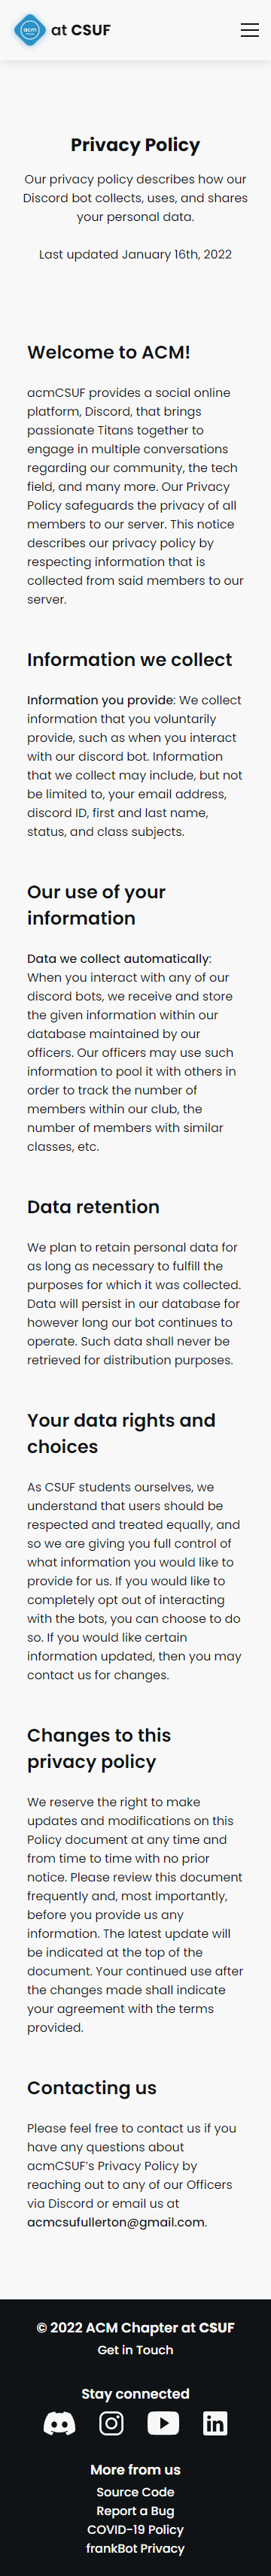 acm
at CSUF
Privacy Policy
Our privacy policy describes how our
Discord bot collects, uses, and shares
your personal data.
Last updated January 16th, 2022
Welcome to ACM!
acmCSUF provides a social online
platform, Discord, that brings
passionate Titans together to
engage in multiple conversations
regarding our community, the tech
field, and many more. Our Privacy
Policy safeguards the privacy of all
members to our server. This notice
describes our privacy policy by
respecting information that is
collected from said members to our
server.
Information we collect
Information you provide: We collect
information that you voluntarily
provide, such as when you interact
with our discord bot. Information
that we collect may include, but not
be limited to, your email address,
discord ID, first and last name,
status, and class subjects.
Our use of your
information
Data we collect automatically:
When you interact with any of our
discord bots, we receive and store
the given information within our
database maintained by our
officers. Our officers may use such
information to pool it with others in
order to track the number of
members within our club, the
number of members with similar
classes, etc.
Data retention
We plan to retain personal data for
as long as necessary to fulfill the
purposes for which it was collected.
Data will persist in our database for
however long our bot continues to
operate. Such data shall never be
retrieved for distribution purposes.
Your data rights and
choices
As CSUF students ourselves, we
understand that users should be
respected and treated equally, and
so we are giving you full control of
what information you would like to
provide for us. If you would like to
completely opt out of interacting
with the bots, you can choose to do
so. If you would like certain
information updated, then you may
contact us for changes.
Changes to this
privacy policy
We reserve the right to make
updates and modifications on this
Policy document at any time and
from time to time with no prior
notice. Please review this document
frequently and, most importantly,
before you provide us any
information. The latest update will
be indicated at the top of the
document. Your continued use after
the changes made shall indicate
your agreement with the terms
provided.
Contacting us
Please feel free to contact us if you
have any questions about
acmCSUF's Privacy Policy by
reaching out to any of our Officers
via Discord or email us at
acmcsufullerton@gmail.com.
© 2022 ACM Chapter at CSUF
Get in Touch
Stay connected
More from us
Source Code
Report a Bug
COVID-19 Policy
frankBot Privacy